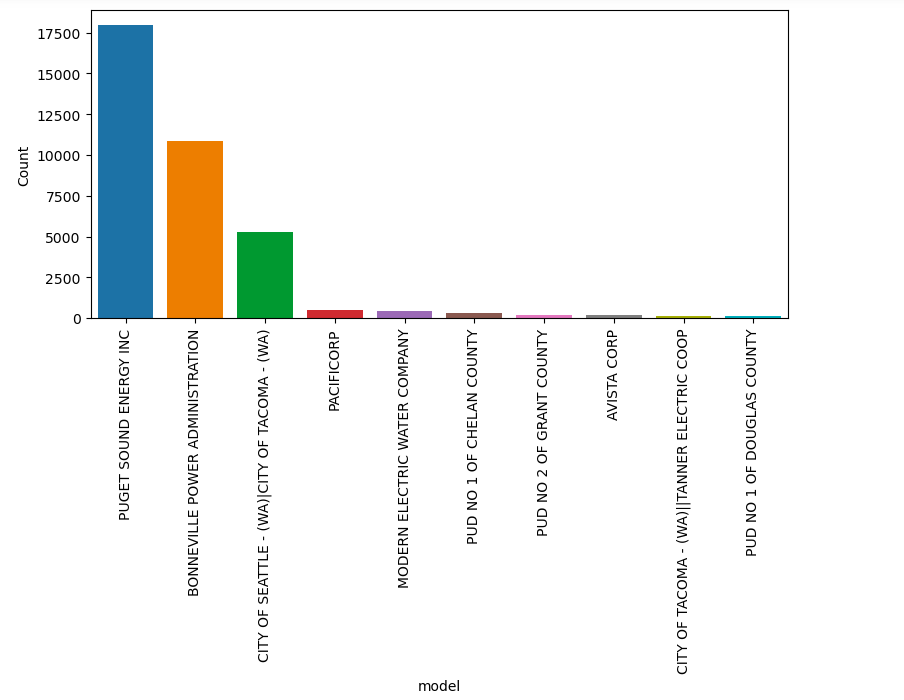 17500
15000
12500
10000
7500
5000
2500
0
Count
PUGET SOUND ENERGY INC
BONNEVILLE POWER ADMINISTRATION
CITY OF SEATTLE - (WA)|CITY OF TACOMA - (WA)
PACIFICORP
MODERN ELECTRIC WATER COMPANY
PUD NO 1 OF CHELAN COUNTY
PUD NO 2 OF GRANT COUNTY
AVISTA CORP
CITY OF TACOMA - (WA)||TANNER ELECTRIC COOP
PUD NO 1 OF DOUGLAS COUNTY
model